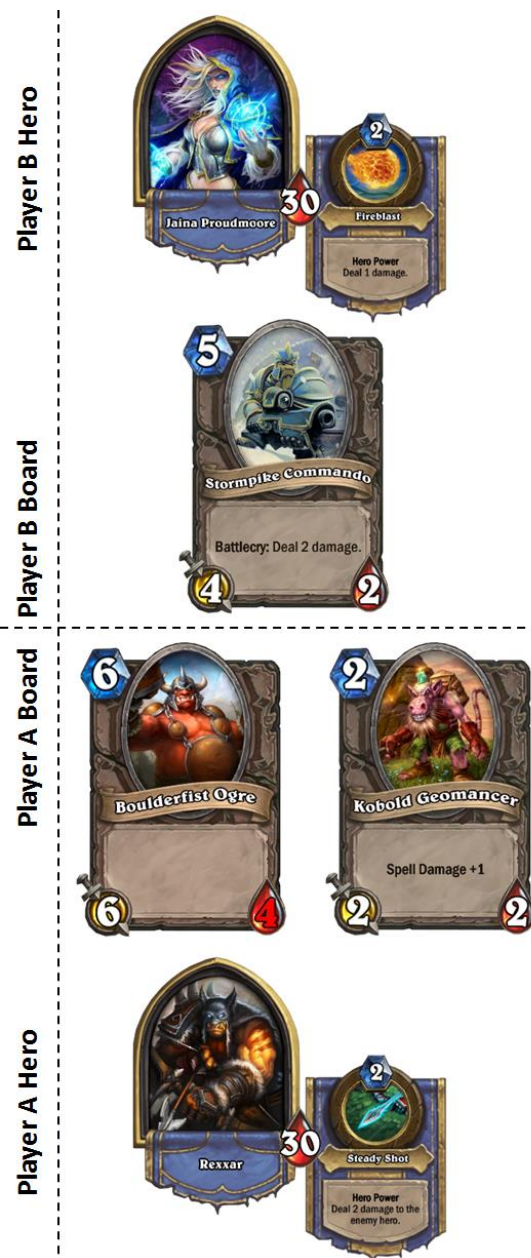 Player B Hero
30
Jaina Proudmoore
2
Fireblast
Hero Power
Deal 1 damage.
Player B Board
5
Stormpike Commando
Battlecry: Deal 2 damage.
4
2
Player A Board
6
Boulderfist Ogre
6
4
2
Kobold Geomancer
Spell Damage +1
2
2
Player A Hero
30
Rexxar
2
Steady Shot
Hero Power
Deal 2 damage to the
enemy hero.